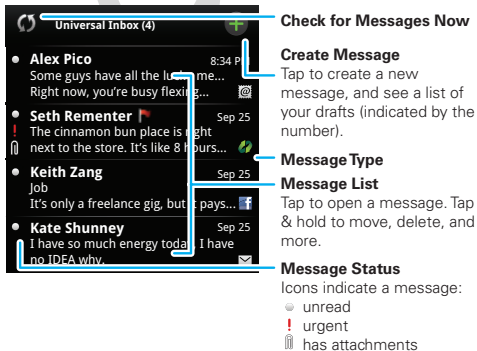 Universal Inbox (4)
Alex Pico 8:34 PM
Some guys have all the lucky me...
Right now, you're busy flexing...
Seth Rementer Sep 25
The cinnamon bun place is right
next to the store. It's like 8 hours...
Keith Zang Sep 25
Job
It's only a freelance gig, but it pays...
Kate Shunney Sep 25
I have so much energy today. I have
no IDEA why.
Check for Messages Now
Create Message
Tap to create a new
message, and see a list of
your drafts (indicated by the
number).
Message Type
Message List
Tap to open a message. Tap
& hold to move, delete, and
more.
Message Status
Icons indicate a message:
unread
urgent
has attachments